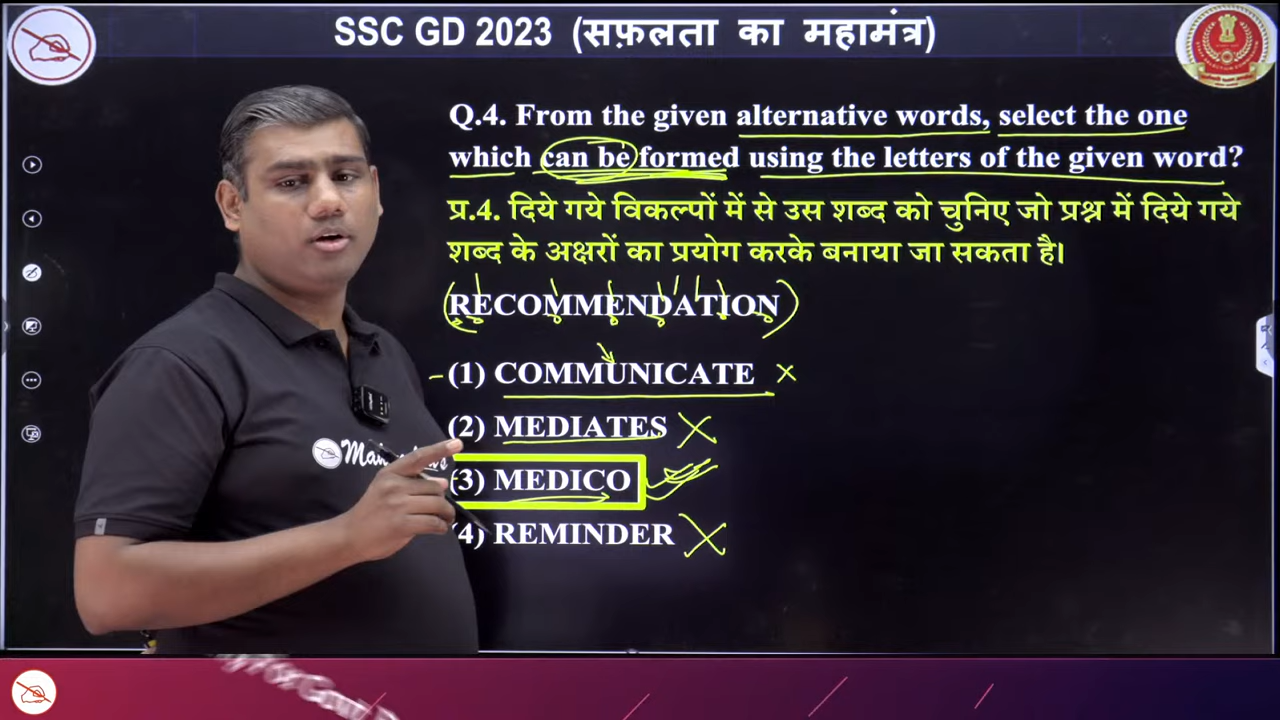 SSC GD 2023 (सफ़लता का महामंत्र)
Q.4. From the given alternative words, select the one
which can be formed using the letters of the given word?
प्र.4. दिये गये विकल्पों में से उस शब्द को चुनिए जो प्रश्न में दिये गये
शब्द के अक्षरों का प्रयोग करके बनाया जा सकता है।
(RECOMMENDATION)
(1) COMMUNICATE
(2) MEDIATES
(3) MEDICO
(4) REMINDER